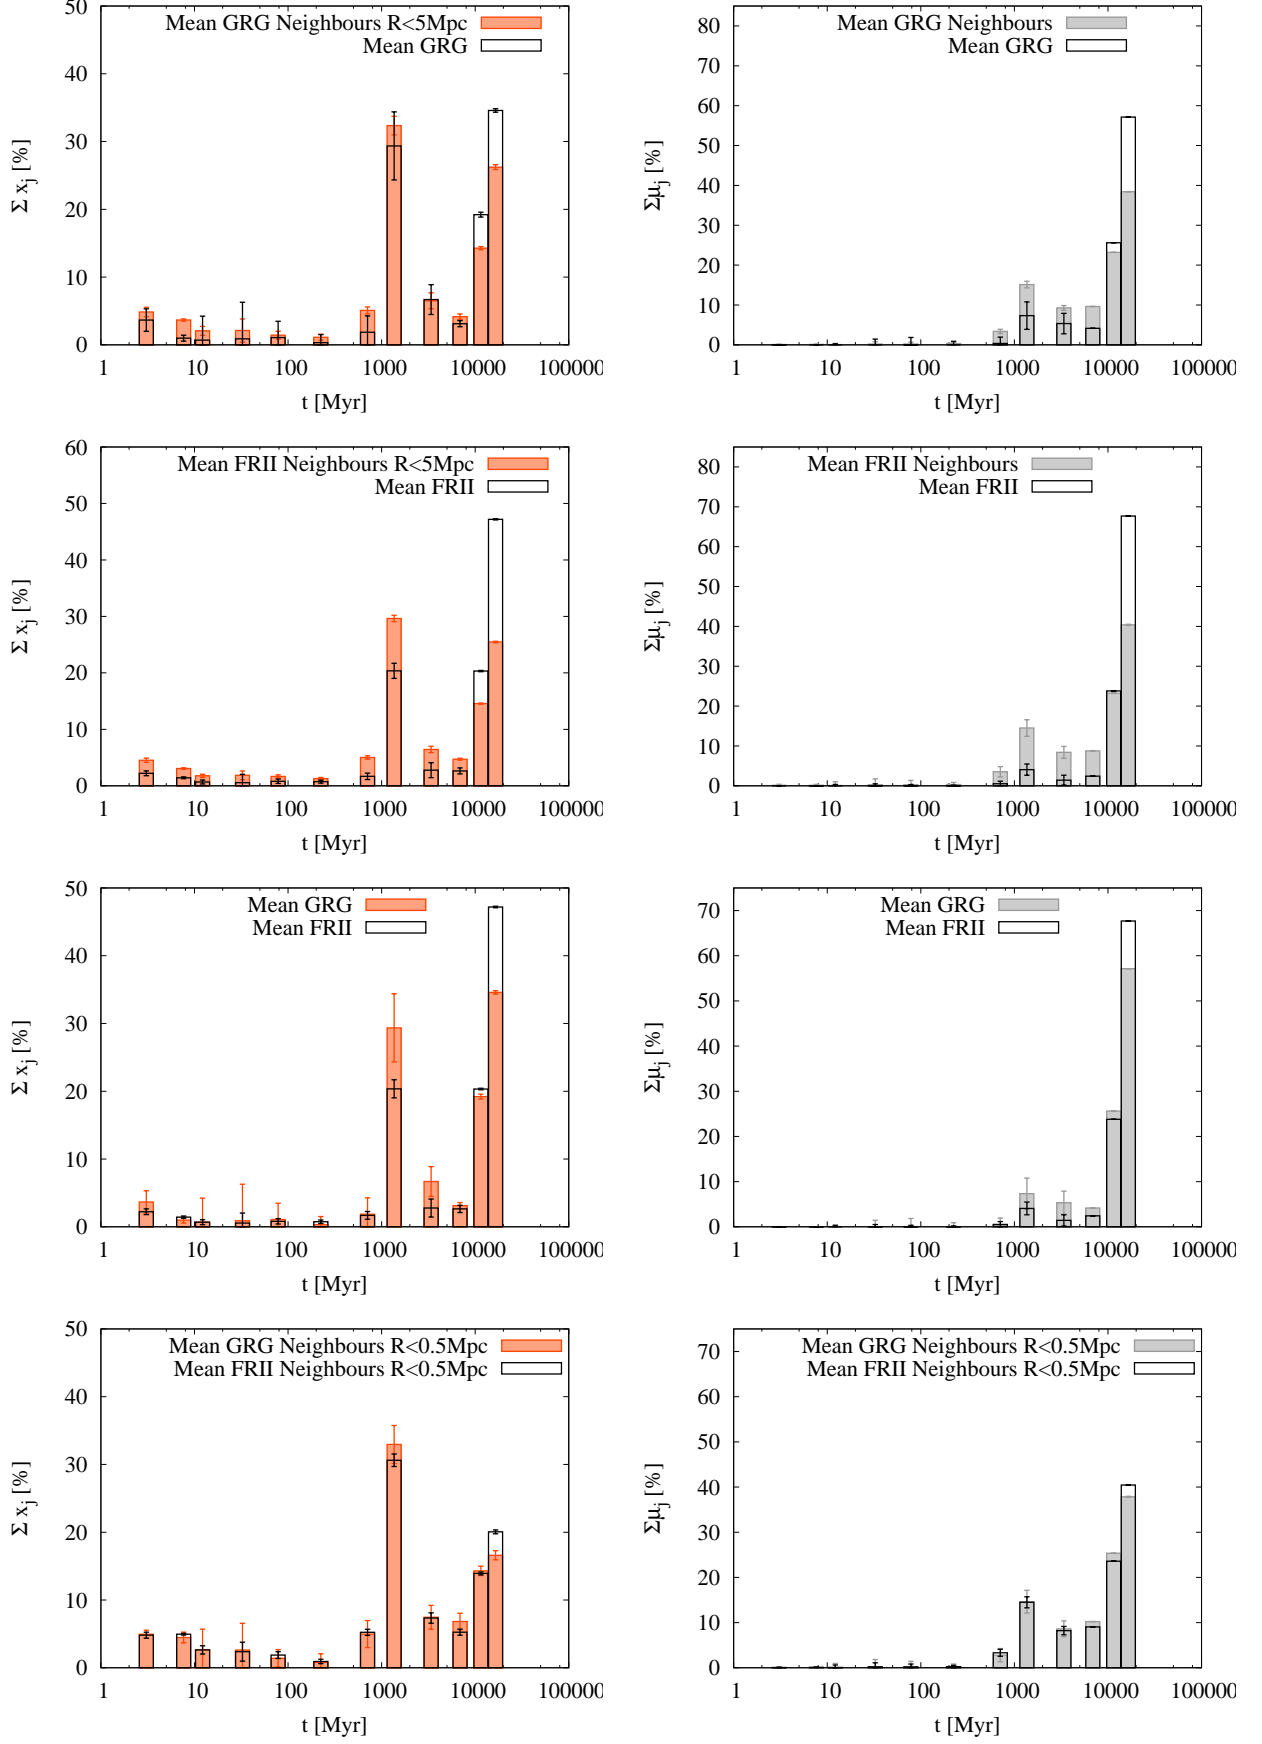 Mean GRG Neighbours R<5Mpc
Mean GRG
50
40
30
20
10
0
Σ x_j [%]
1 10 100 1000 10000 100000
t [Myr]
Mean GRG Neighbours
Mean GRG
80
70
60
50
40
30
20
10
0
Σμ_j [%]
1 10 100 1000 10000 100000
t [Myr]
Mean FRII Neighbours R<5Mpc
Mean FRII
60
50
40
30
20
10
0
Σ x_j [%]
1 10 100 1000 10000 100000
t [Myr]
Mean FRII Neighbours
Mean FRII
80
70
60
50
40
30
20
10
0
Σμ_j [%]
1 10 100 1000 10000 100000
t [Myr]
Mean GRG
Mean FRII
50
40
30
20
10
0
Σ x_j [%]
1 10 100 1000 10000 100000
t [Myr]
Mean GRG
Mean FRII
70
60
50
40
30
20
10
0
Σμ_j [%]
1 10 100 1000 10000 100000
t [Myr]
Mean GRG Neighbours R<0.5Mpc
Mean FRII Neighbours R<0.5Mpc
50
40
30
20
10
0
Σ x_j [%]
1 10 100 1000 10000 100000
t [Myr]
Mean GRG Neighbours R<0.5Mpc
Mean FRII Neighbours R<0.5Mpc
70
60
50
40
30
20
10
0
Σμ_j [%]
1 10 100 1000 10000 100000
t [Myr]